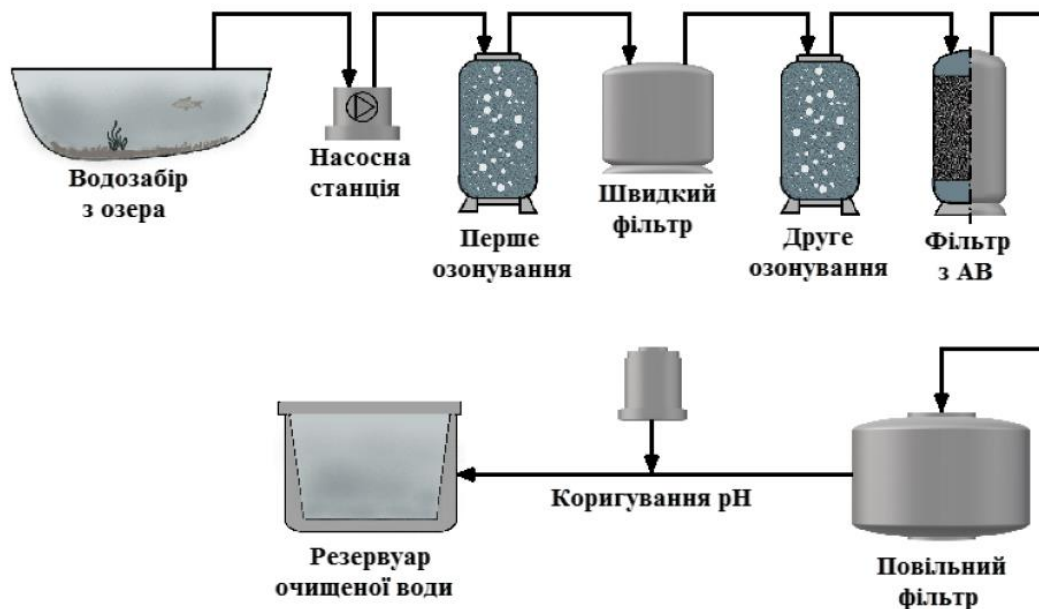 Водозабір
з озера
Насосна
станція
Перше
озонування
Швидкий
фільтр
Друге
озонування
Фільтр
з АВ
Коригування pH
Резервуар
очищеної води
Повільний
фільтр